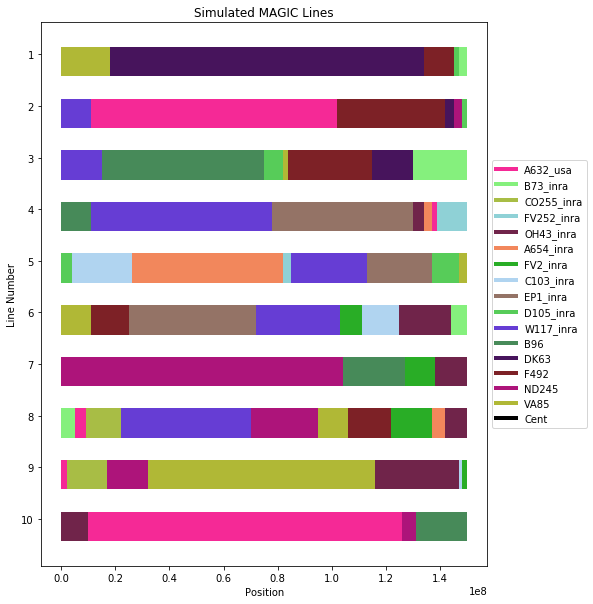 Simulated MAGIC Lines
Line Number
1
2
3
4
5
6
7
8
9
10
0.0 0.2 0.4 0.6 0.8 1.0 1.2 1.4
1e8
Position
A632_usa
B73_inra
CO255_inra
FV252_inra
OH43_inra
A654_inra
FV2_inra
C103_inra
EP1_inra
D105_inra
W117_inra
B96
DK63
F492
ND245
VA85
Cent